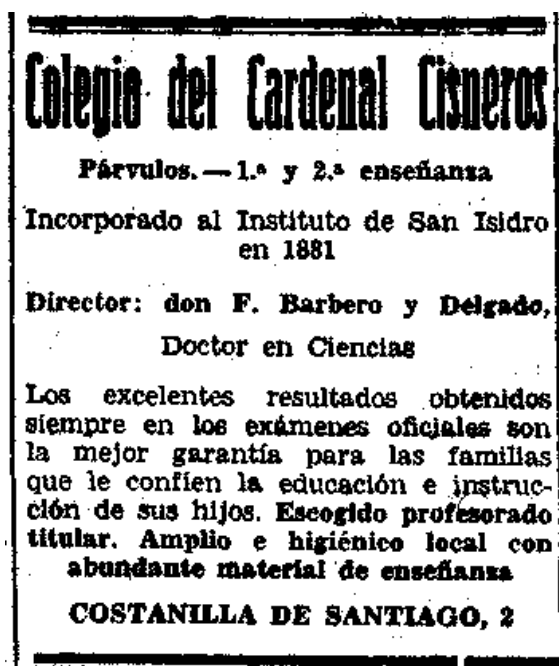 Colegio del Cardenal Cisneros
Párvulos.—1.ª y 2.ª enseñanza
Incorporado al Instituto de San Isidro
en 1881
Director: don F. Barbero y Delgado,
Doctor en Ciencias
Los excelentes resultados obtenidos
siempre en los exámenes oficiales son
la mejor garantía para las familias
que le confíen la educación e instruc-
ción de sus hijos. Escogido profesorado
titular. Amplio e higiénico local con
abundante material de enseñanza
COSTANILLA DE SANTIAGO, 2